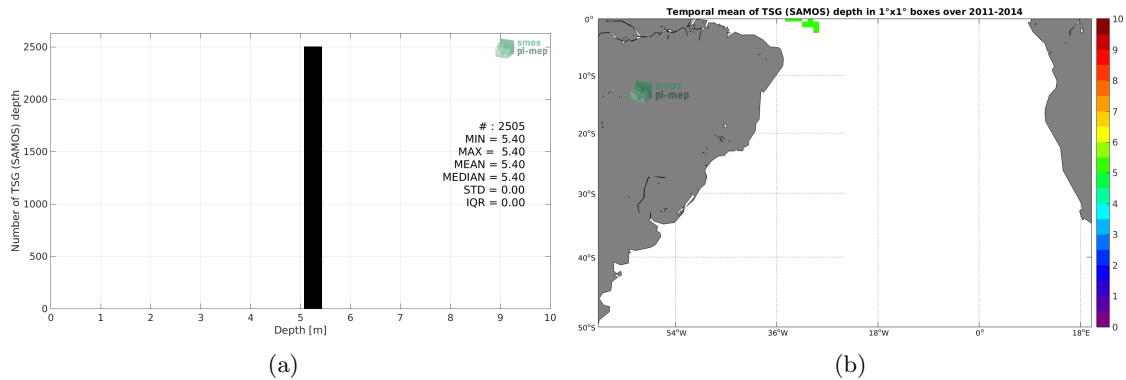 Number of TSG (SAMOS) depth
2500
2000
1500
1000
500
0
smos
pi-mep
# : 2505
MIN = 5.40
MAX = 5.40
MEAN = 5.40
MEDIAN = 5.40
STD = 0.00
IQR = 0.00
0 1 2 3 4 5 6 7 8 9 10
Depth [m]
(a)
Temporal mean of TSG (SAMOS) depth in 1°x1° boxes over 2011-2014
0°
10°S
20°S
30°S
40°S
50°S
smos
pi-mep
54°W 36°W 18°W 0° 18°E
10
9
8
7
6
5
4
3
2
1
0
(b)